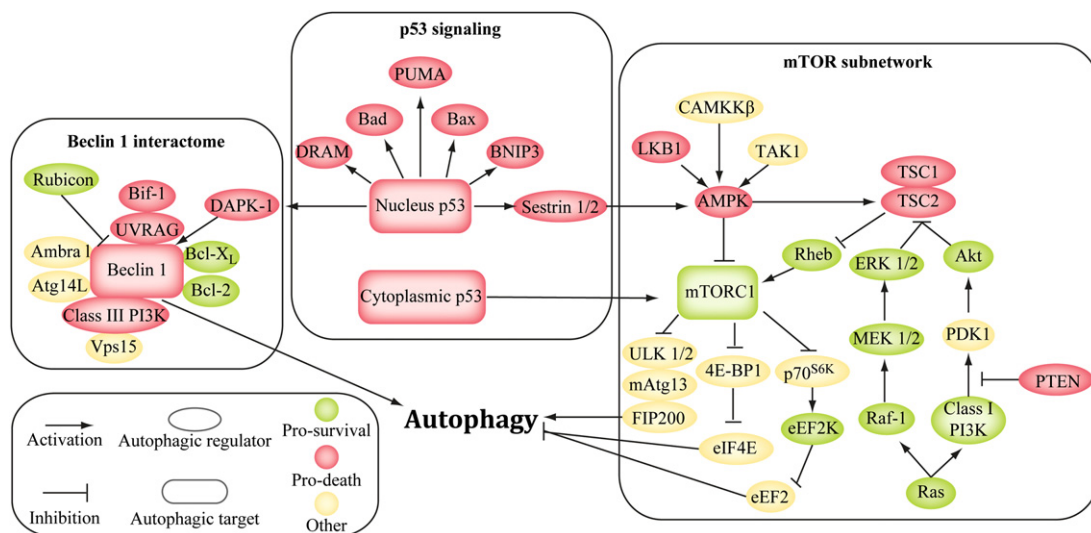 p53 signaling
PUMA
Bad
Bax
DRAM
BNIP3
Nucleus p53
Sestrin 1/2
Cytoplasmic p53
Beclin 1 interactome
Rubicon
Bif-1
DAPK-1
UVRAG
Ambra 1
Bcl-XL
Beclin 1
Atg14L
Bcl-2
Class III PI3K
Vps15
mTOR subnetwork
CAMKKβ
LKB1
TAK1
AMPK
TSC1
TSC2
Rheb
ERK 1/2
Akt
mTORC1
ULK 1/2
mAtg13
FIP200
4E-BP1
p70S6K
MEK 1/2
PDK1
PTEN
eEF2K
Raf-1
Class I
PI3K
eIF4E
eEF2
Ras
Autophagy
Activation
Autophagic regulator
Pro-survival
Pro-death
Inhibition
Autophagic target
Other